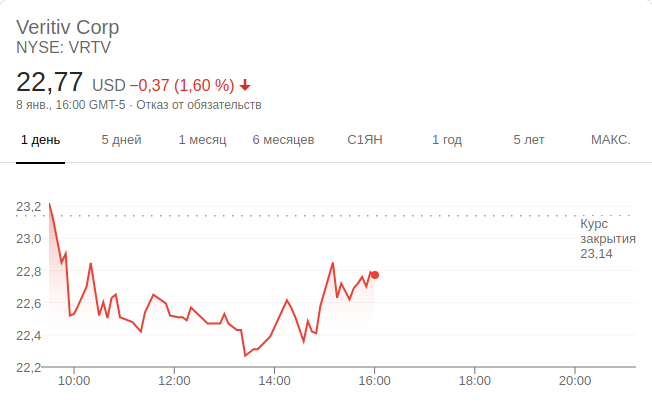 Veritiv Corp
NYSE: VRTV
22,77 USD −0,37 (1,60 %)
8 янв., 16:00 GMT-5 · Отказ от обязательств
1 день 5 дней 1 месяц 6 месяцев С1ЯН 1 год 5 лет МАКС.
23,2
Курс
закрытия
23,14
23,0
22,8
22,6
22,4
22,2
10:00 12:00 14:00 16:00 18:00 20:00